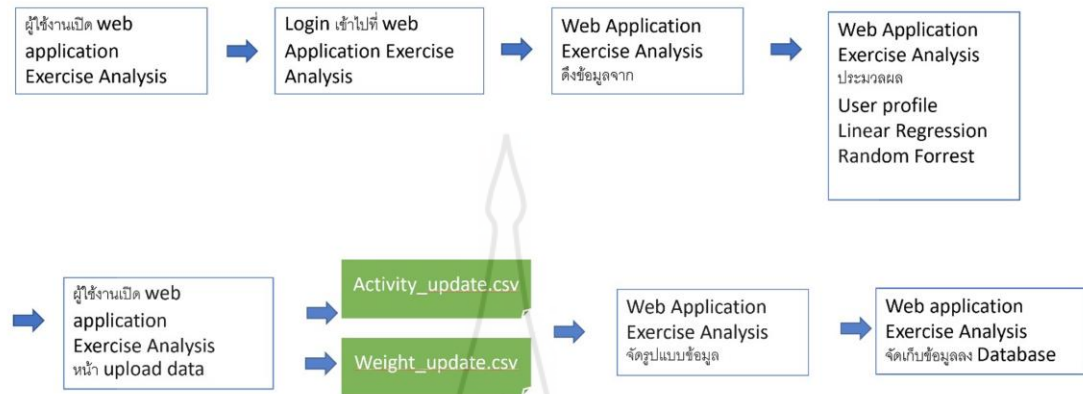 ผู้ใช้งานเปิด web
application
Exercise Analysis
Login เข้าไปที่ web
Application Exercise
Analysis
Web Application
Exercise Analysis
ดึงข้อมูลจาก
Web Application
Exercise Analysis
ประมวลผล
User profile
Linear Regression
Random Forrest
ผู้ใช้งานเปิด web
application
Exercise Analysis
หน้า upload data
Activity_update.csv
Weight_update.csv
Web Application
Exercise Analysis
จัดรูปแบบข้อมูล
Web application
Exercise Analysis
จัดเก็บข้อมูลลง Database